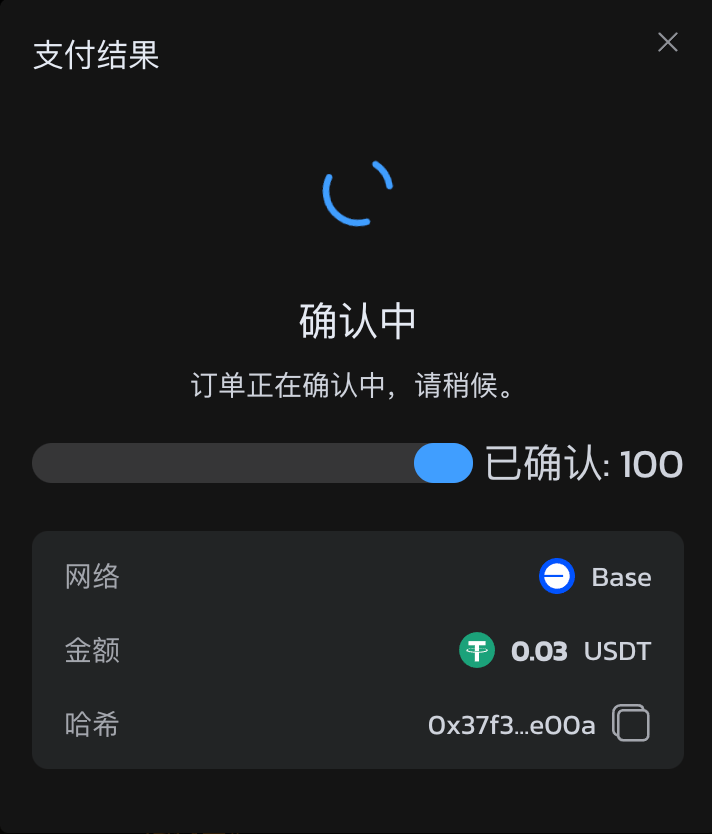 支付结果
确认中
订单正在确认中，请稍候。
已确认: 100
网络 Base
金额 0.03 USDT
哈希 0x37f3...e00a